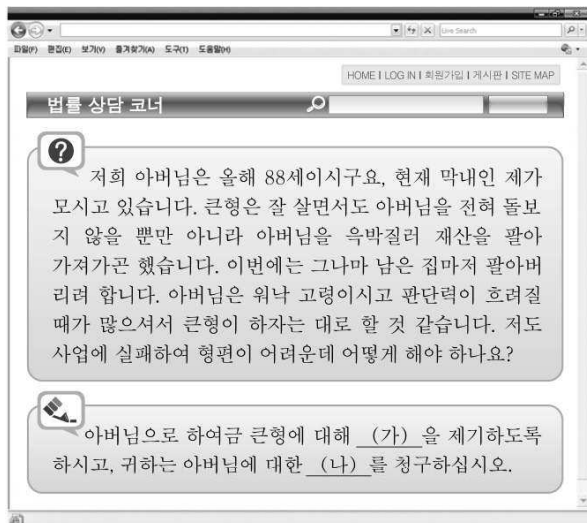 Live Search
파일(F) 편집(E) 보기(V) 즐겨찾기(A) 도구(T) 도움말(H)
HOME I LOG IN I 회원가입 I 게시판 I SITE MAP
법률 상담 코너
?
저희 아버님은 올해 88세이시구요, 현재 막내인 제가
모시고 있습니다. 큰형은 잘 살면서도 아버님을 전혀 돌보
지 않을 뿐만 아니라 아버님을 윽박질러 재산을 팔아
가져가곤 했습니다. 이번에는 그나마 남은 집마저 팔아버
리려 합니다. 아버님은 워낙 고령이시고 판단력이 흐려질
때가 많으셔서 큰형이 하자는 대로 할 것 같습니다. 저도
사업에 실패하여 형편이 어려운데 어떻게 해야 하나요?
아버님으로 하여금 큰형에 대해 (가) 을 제기하도록
하시고, 귀하는 아버님에 대한 (나) 를 청구하십시오.